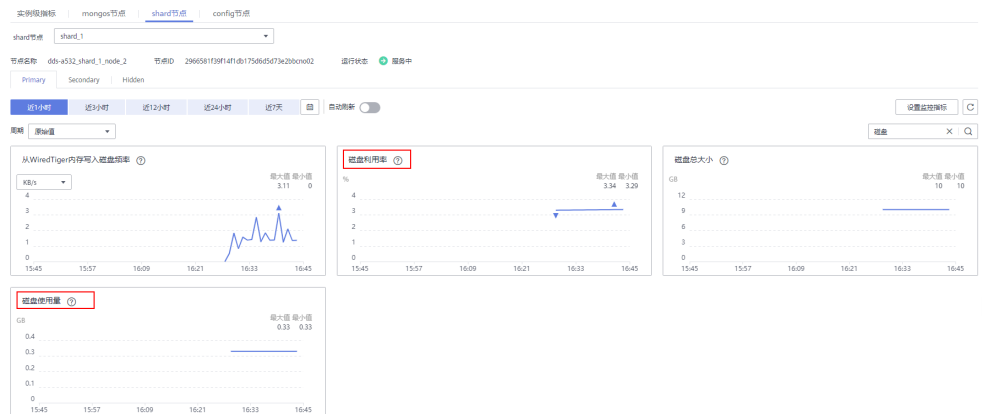 实例级指标 mongos节点 shard节点 config节点
shard节点 shard_1
节点名称 dds-a532_shard_1_node_2 节点ID 2966581f39f14f1db175d6d5d73e2bbcno02 运行状态 服务中
Primary Secondary Hidden
近1小时 近3小时 近12小时 近24小时 近7天 自动刷新 设置监控指标
周期 原始值 磁盘
从WiredTiger内存写入磁盘频率
KB/s
最大值 最小值
3.11 0
4
3
2
1
0
15:45 15:57 16:09 16:21 16:33 16:45
磁盘利用率
%
最大值 最小值
3.34 3.29
4
3
2
1
0
15:45 15:57 16:09 16:21 16:33 16:45
磁盘总大小
GB
最大值 最小值
10 10
12
9
6
3
0
15:45 15:57 16:09 16:21 16:33 16:45
磁盘使用量
GB
最大值 最小值
0.33 0.33
0.4
0.3
0.2
0.1
0
15:45 15:57 16:09 16:21 16:33 16:45